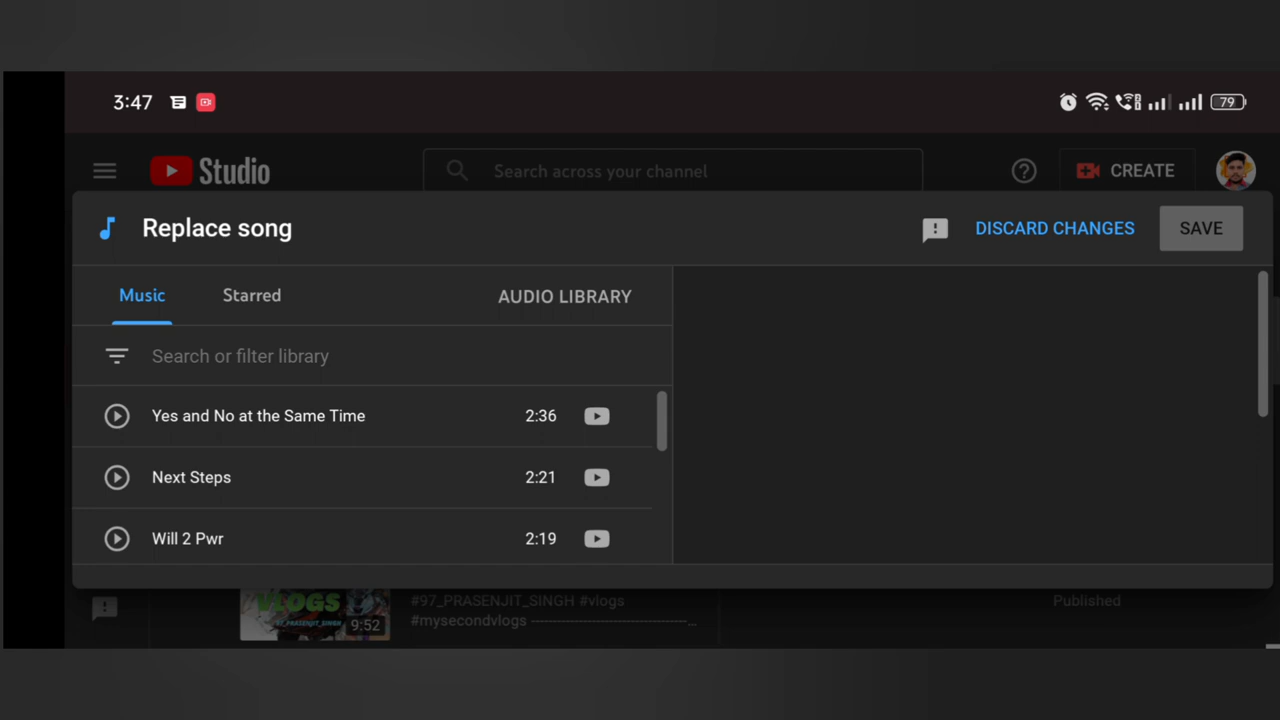 3:47
79
Studio
Search across your channel
CREATE
Replace song
DISCARD CHANGES
SAVE
Music
Starred
AUDIO LIBRARY
Search or filter library
Yes and No at the Same Time
2:36
Next Steps
2:21
Will 2 Pwr
2:19
VLOGS
97_PRASENJIT_SINGH
9:52
#97_PRASENJIT_SINGH #vlogs
#mysecondvlogs --------------------------------------...
Published